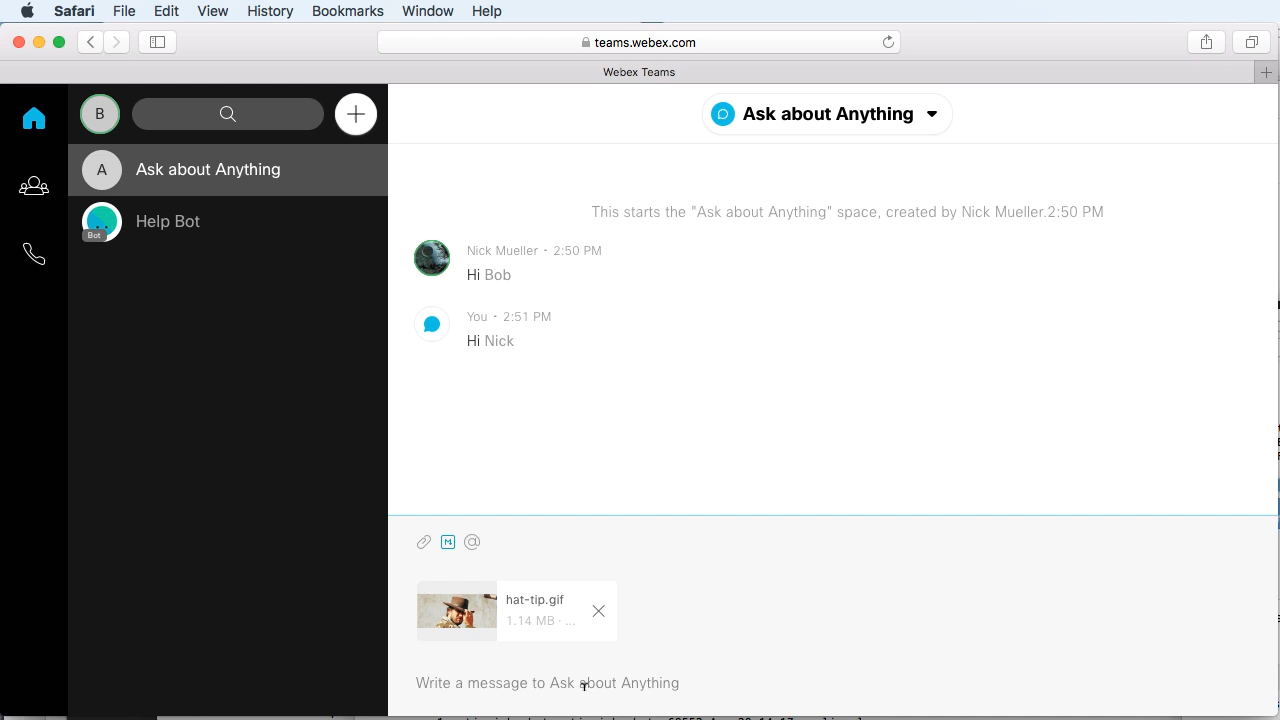 Safari File Edit View History Bookmarks Window Help
teams.webex.com
Webex Teams
B
Ask about Anything
A Ask about Anything
Bot Help Bot
This starts the "Ask about Anything" space, created by Nick Mueller.2:50 PM
Nick Mueller · 2:50 PM
Hi Bob
You · 2:51 PM
Hi Nick
hat-tip.gif
1.14 MB · ...
Write a message to Ask about Anything